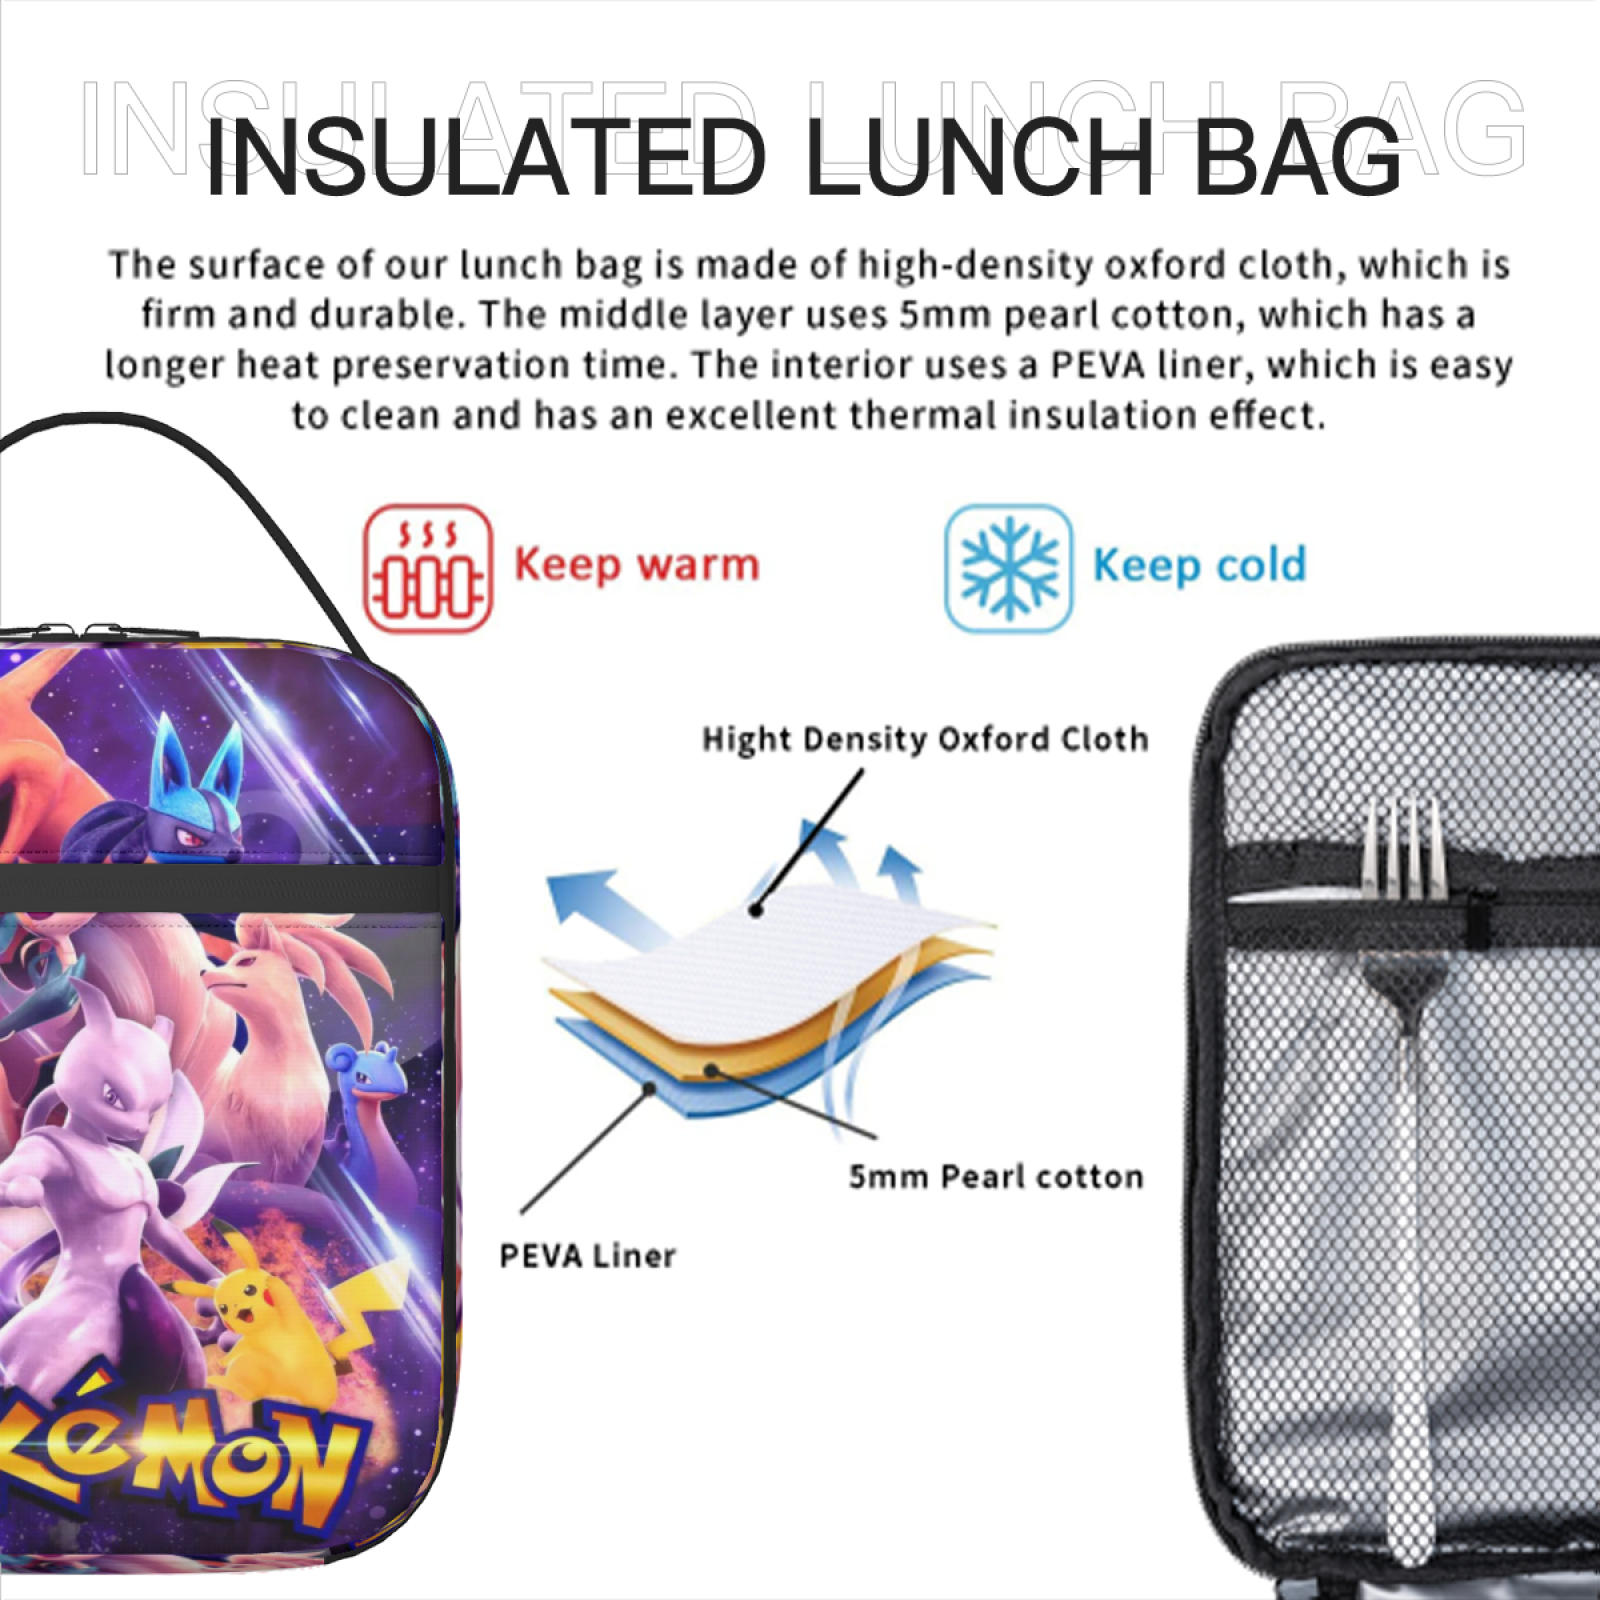 INSULATED LUNCH BAG
INSULATED LUNCH BAG
The surface of our lunch bag is made of high-density oxford cloth, which is
firm and durable. The middle layer uses 5mm pearl cotton, which has a
longer heat preservation time. The interior uses a PEVA liner, which is easy
to clean and has an excellent thermal insulation effect.
Keep warm
Keep cold
Hight Density Oxford Cloth
5mm Pearl cotton
PEVA Liner
KéMoN